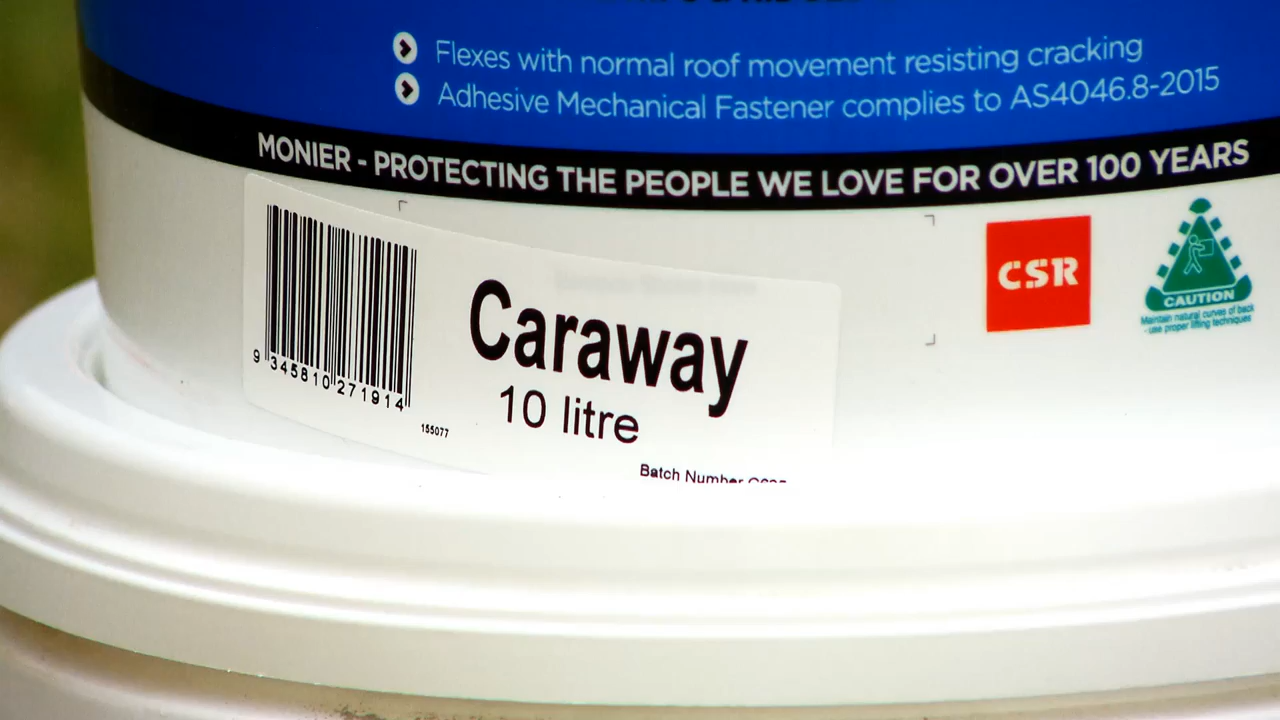 Flexes with normal roof movement resisting cracking
Adhesive Mechanical Fastener complies to AS4046.8-2015
MONIER - PROTECTING THE PEOPLE WE LOVE FOR OVER 100 YEARS
CSR
CAUTION
Maintain natural curves of back
- use proper lifting techniques
Caraway
10 litre
9 345810 271914
155077
Batch Number